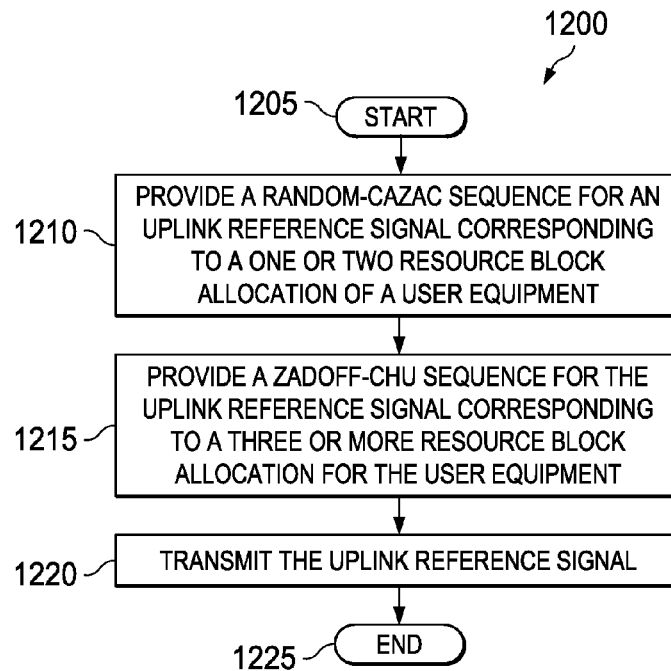 1200
1205
START
1210
PROVIDE A RANDOM-CAZAC SEQUENCE FOR AN
UPLINK REFERENCE SIGNAL CORRESPONDING
TO A ONE OR TWO RESOURCE BLOCK
ALLOCATION OF A USER EQUIPMENT
1215
PROVIDE A ZADOFF-CHU SEQUENCE FOR THE
UPLINK REFERENCE SIGNAL CORRESPONDING
TO A THREE OR MORE RESOURCE BLOCK
ALLOCATION FOR THE USER EQUIPMENT
1220
TRANSMIT THE UPLINK REFERENCE SIGNAL
1225
END